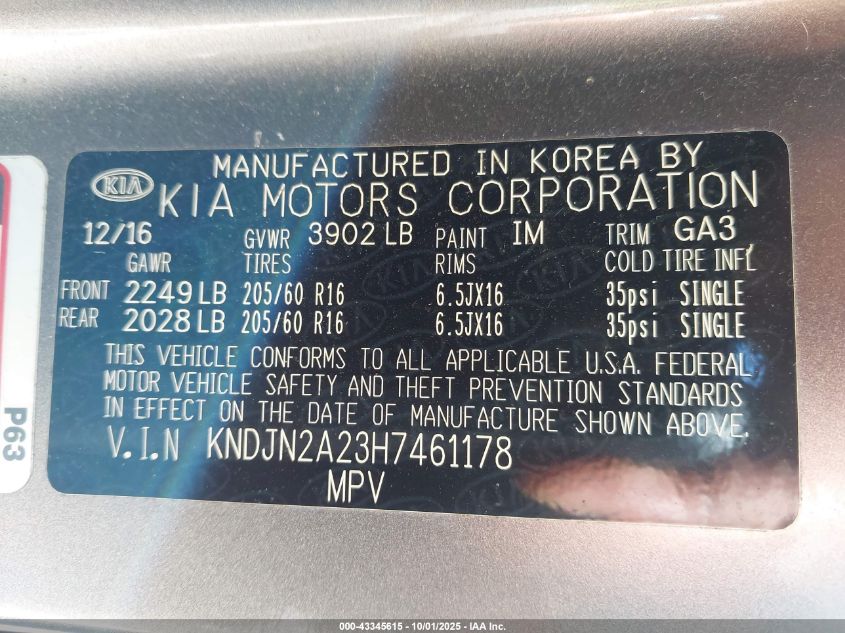 MANUFACTURED IN KOREA BY
KIA KIA MOTORS CORPORATION
12/16 GVWR 3902 LB PAINT IM TRIM GA3
GAWR TIRES RIMS COLD TIRE INFL
FRONT 2249 LB 205/60 R16 6.5JX16 35psi SINGLE
REAR 2028 LB 205/60 R16 6.5JX16 35psi SINGLE
THIS VEHICLE CONFORMS TO ALL APPLICABLE U.S.A. FEDERAL
MOTOR VEHICLE SAFETY AND THEFT PREVENTION STANDARDS
IN EFFECT ON THE DATE OF MANUFACTURE SHOWN ABOVE.
V.I.N KNDJN2A23H7461178
MPV
P63
000-43345615 - 10/01/2025 - IAA Inc.